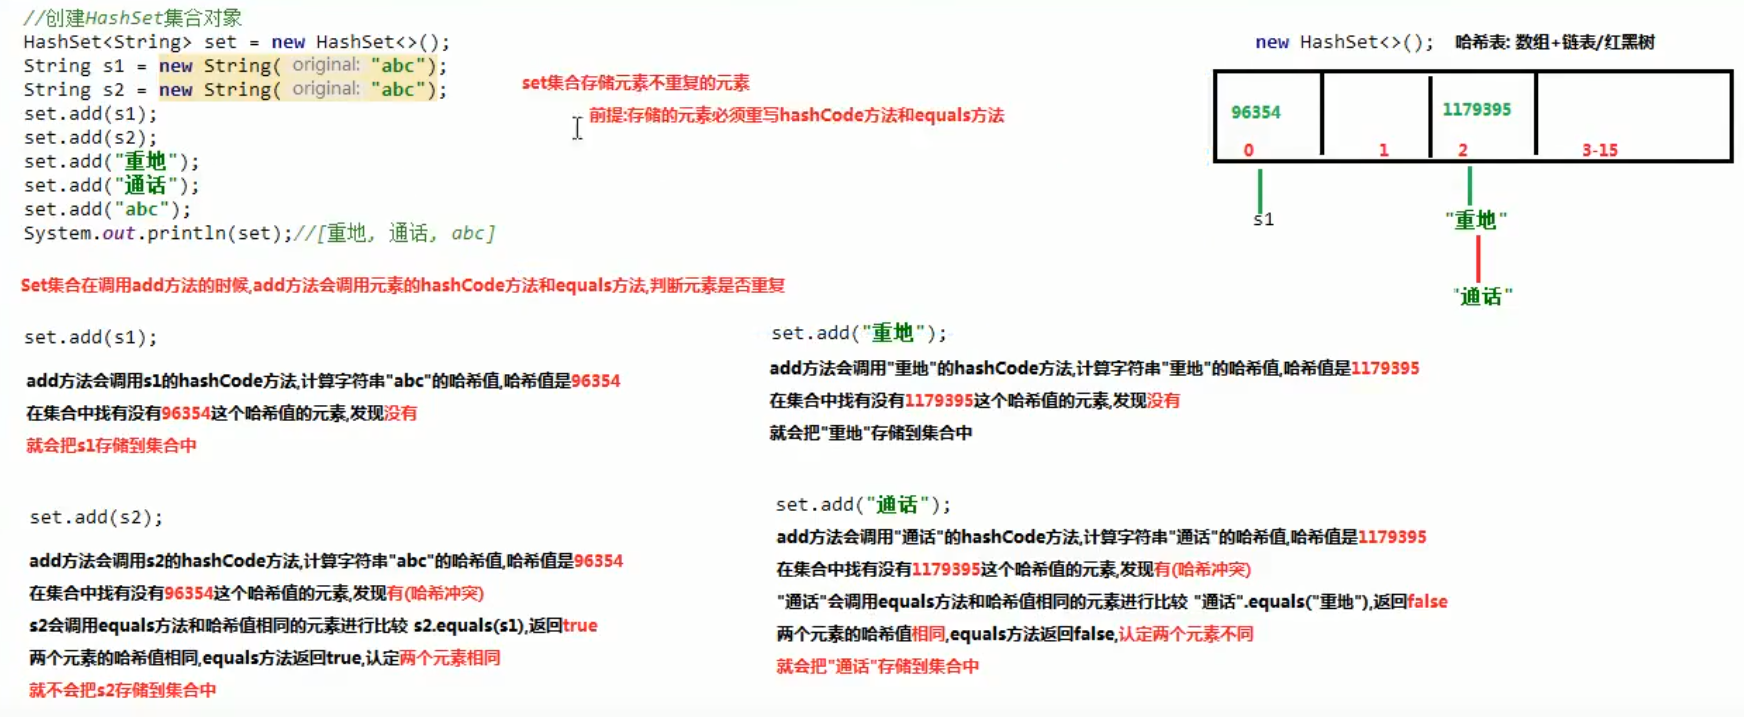 //创建HashSet集合对象
HashSet<String> set = new HashSet<>();
String s1 = new String( original: "abc");
String s2 = new String( original: "abc");
set.add(s1);
set.add(s2);
set.add("重地");
set.add("通话");
set.add("abc");
System.out.println(set);//[重地, 通话, abc]
set集合存储元素不重复的元素
前提:存储的元素必须重写hashCode方法和equals方法
new HashSet<>(); 哈希表: 数组+链表/红黑树
96354 1179395
0 1 2 3-15
s1 "重地"
"通话"
Set集合在调用add方法的时候,add方法会调用元素的hashCode方法和equals方法,判断元素是否重复
set.add(s1);
add方法会调用s1的hashCode方法,计算字符串"abc"的哈希值,哈希值是96354
在集合中找有没有96354这个哈希值的元素,发现没有
就会把s1存储到集合中
set.add(s2);
add方法会调用s2的hashCode方法,计算字符串"abc"的哈希值,哈希值是96354
在集合中找有没有96354这个哈希值的元素,发现有(哈希冲突)
s2会调用equals方法和哈希值相同的元素进行比较 s2.equals(s1),返回true
两个元素的哈希值相同,equals方法返回true,认定两个元素相同
就不会把s2存储到集合中
set.add("重地");
add方法会调用"重地"的hashCode方法,计算字符串"重地"的哈希值,哈希值是1179395
在集合中找有没有1179395这个哈希值的元素,发现没有
就会把"重地"存储到集合中
set.add("通话");
add方法会调用"通话"的hashCode方法,计算字符串"通话"的哈希值,哈希值是1179395
在集合中找有没有1179395这个哈希值的元素,发现有(哈希冲突)
"通话"会调用equals方法和哈希值相同的元素进行比较 "通话".equals("重地"),返回false
两个元素的哈希值相同,equals方法返回false,认定两个元素不同
就会把"通话"存储到集合中